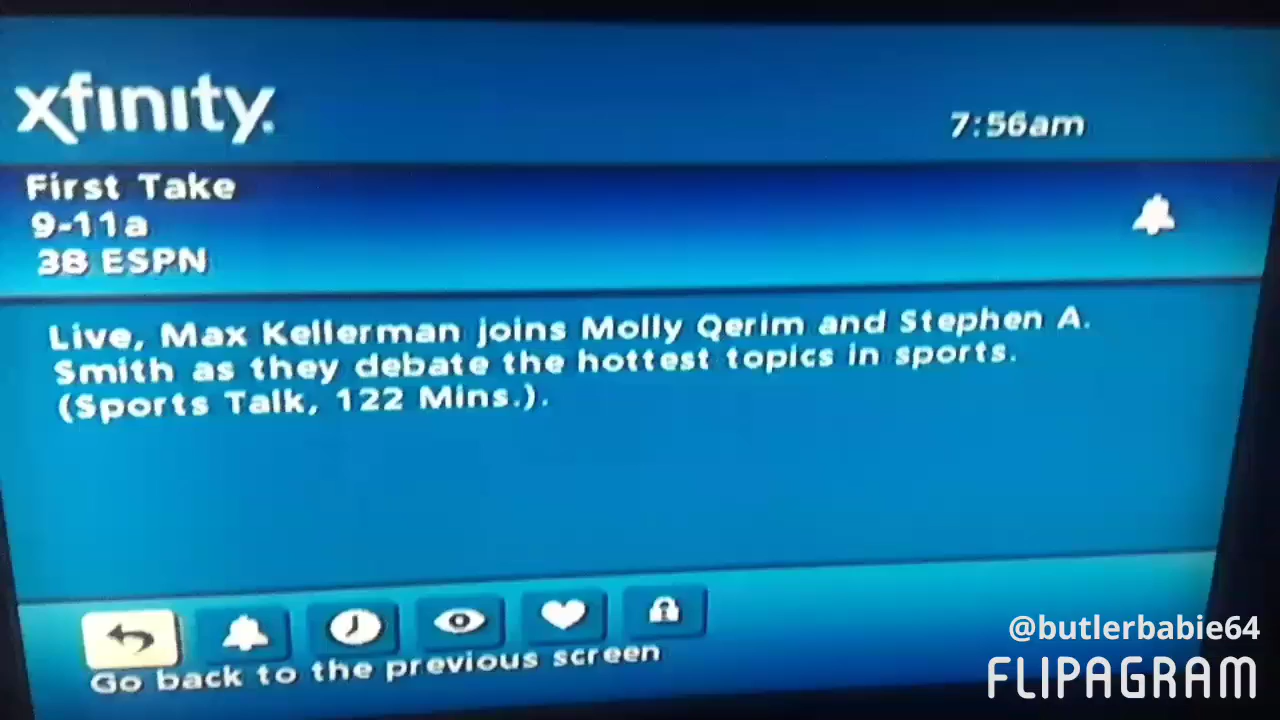 xfinity.
7:56am
First Take
9-11a
38 ESPN
Live, Max Kellerman joins Molly Qerim and Stephen A.
Smith as they debate the hottest topics in sports.
(Sports Talk, 122 Mins.).
Go back to the previous screen
@butlerbabie64
FLIPAGRAM